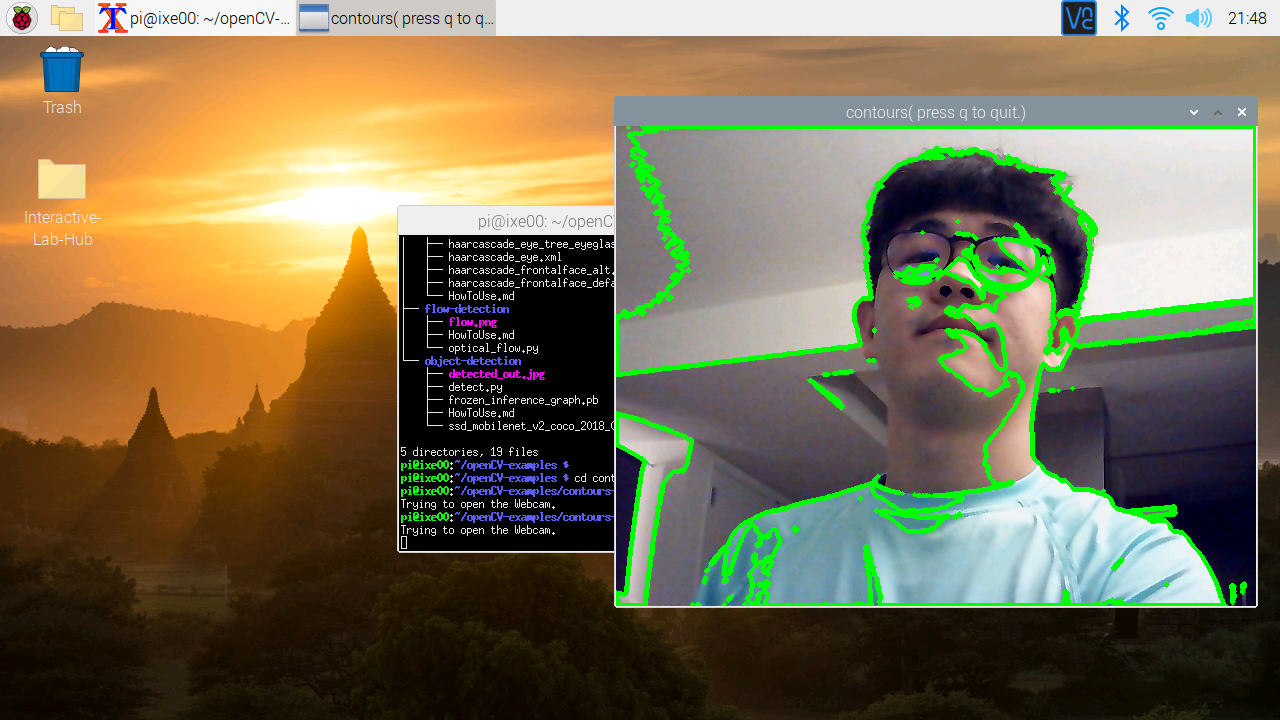 pi@ixe00: ~/openCV-...
contours( press q to q...
21:48
Trash
Interactive-
Lab-Hub
contours( press q to quit.)
pi@ixe00: ~/openC
haarcascade_eye_tree_eyeglas
haarcascade_eye.xml
haarcascade_frontalface_alt.
haarcascade_frontalface_defa
HowToUse.md
flow-detection
flow.png
HowToUse.md
optical_flow.py
object-detection
detected_out.jpg
detect.py
frozen_inference_graph.pb
HowToUse.md
ssd_mobilenet_v2_coco_2018_0
5 directories, 19 files
pi@ixe00:~/openCV-examples $
pi@ixe00:~/openCV-examples $ cd cont
pi@ixe00:~/openCV-examples/contours-
Trying to open the Webcam.
pi@ixe00:~/openCV-examples/contours-
Trying to open the Webcam.